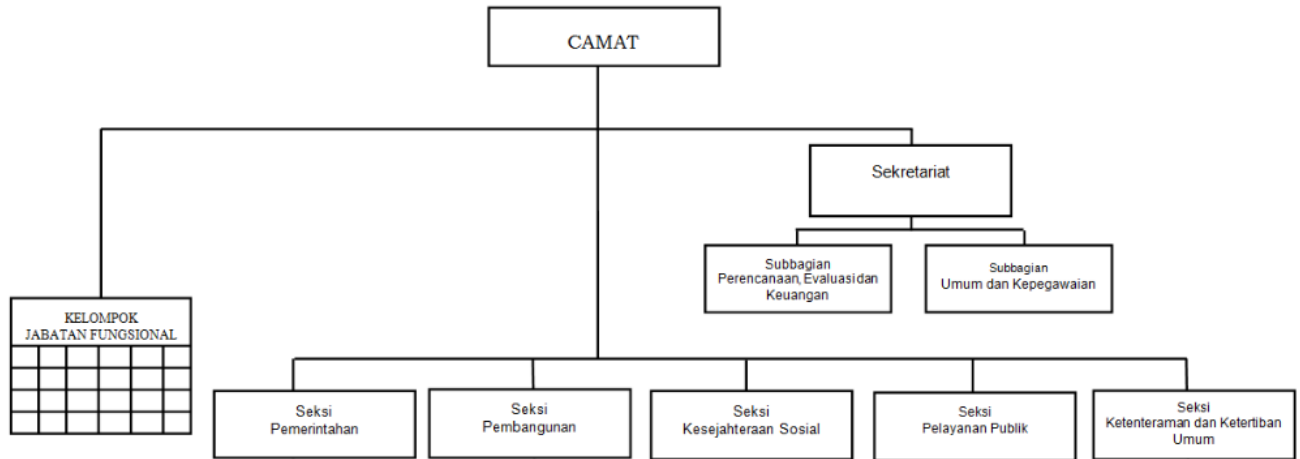 CAMAT
Sekretariat
Subbagian
Perencanaan, Evaluasidan
Keuangan
Subbagian
Umum dan Kepegawaian
KELOMPOK
JABATAN FUNGSIONAL
Seksi
Pemerintahan
Seksi
Pembangunan
Seksi
Kesejahteraan Sosial
Seksi
Pelayanan Publik
Seksi
Ketenteraman dan Ketertiban
Umum